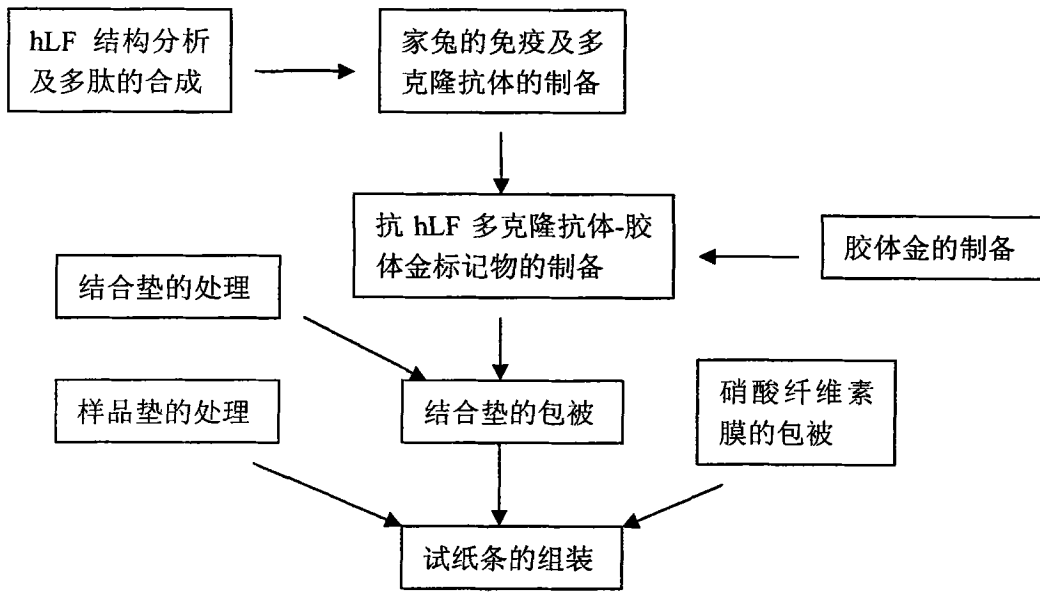 hLF 结构分析
及多肽的合成
家兔的免疫及多
克隆抗体的制备
抗 hLF 多克隆抗体-胶
体金标记物的制备
胶体金的制备
结合垫的处理
样品垫的处理
结合垫的包被
硝酸纤维素
膜的包被
试纸条的组装